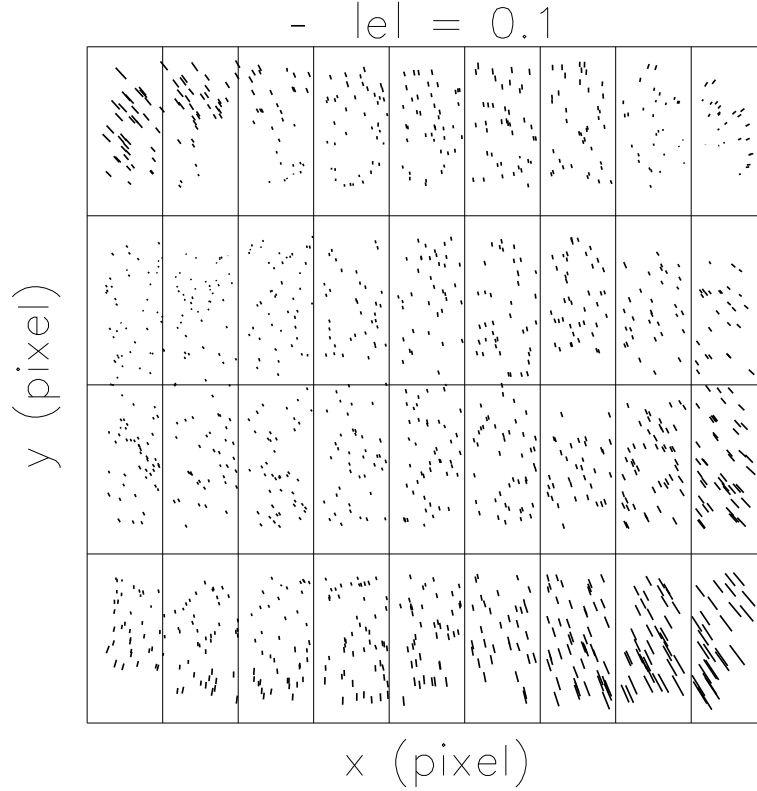 - |e| = 0.1
y (pixel)
x (pixel)